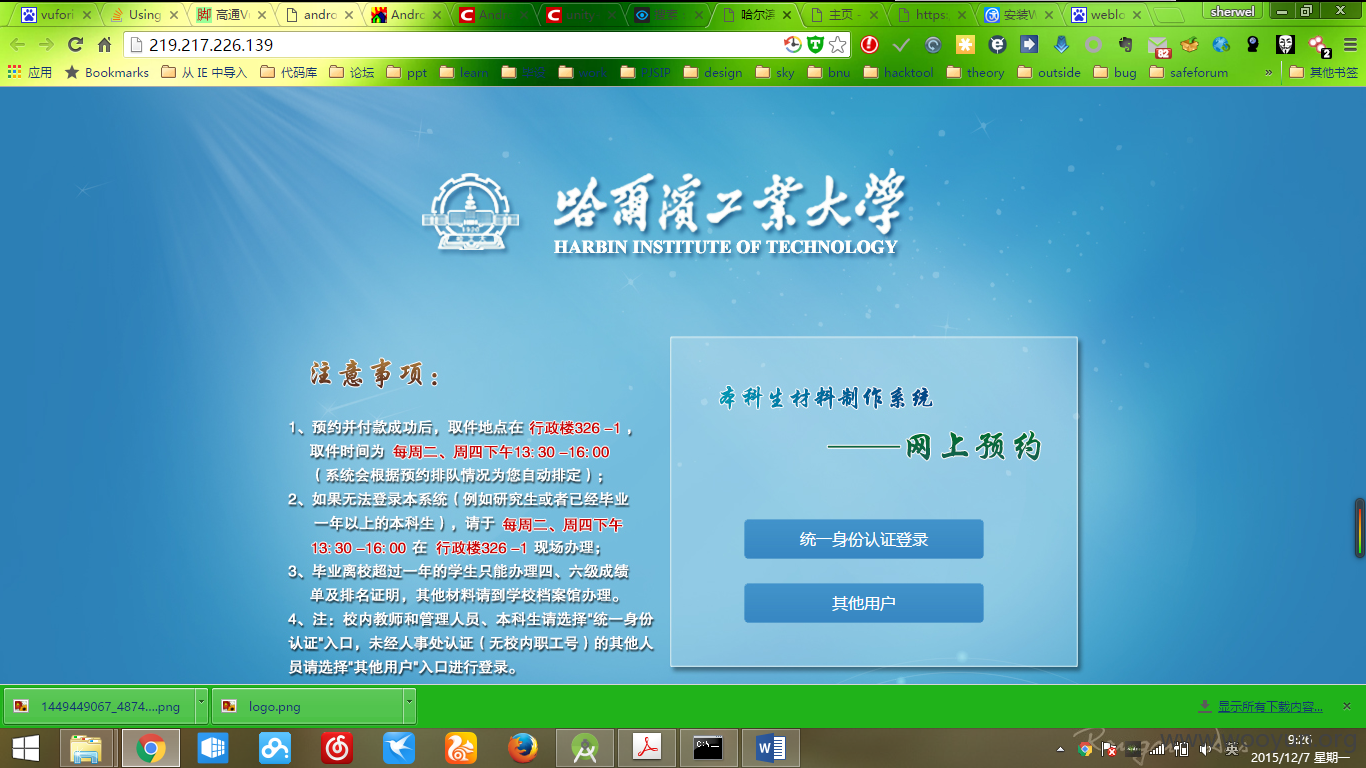 vufori
Using
高通Vi
andro
Andro
哈尔滨
主页 -
https:
安装W
weblo
sherwel
219.217.226.139
82
2
应用
Bookmarks
从 IE 中导入
代码库
论坛
ppt
learn
PJSIP
design
sky
bnu
hacktool
theory
outside
bug
safeforum
»
其他书签
哈爾濱工業大學
HARBIN INSTITUTE OF TECHNOLOGY
1920
注意事项：
1、预约并付款成功后，取件地点在 行政楼326 -1，
取件时间为 每周二、周四下午13：30 -16：00
（系统会根据预约排队情况为您自动排定）；
2、如果无法登录本系统（例如研究生或者已经毕业
一年以上的本科生），请于 每周二、周四下午
13：30 -16：00 在 行政楼326 -1 现场办理；
3、毕业离校超过一年的学生只能办理四、六级成绩
单及排名证明，其他材料请到学校档案馆办理。
4、注：校内教师和管理人员、本科生请选择"统一身份
认证"入口，未经人事处认证（无校内职工号）的其他人
员请选择"其他用户"入口进行登录。
本科生材料制作系统
——网上预约
统一身份认证登录
其他用户
1449449067_4874....png
logo.png
显示所有下载内容...
英
9:26
2015/12/7 星期一